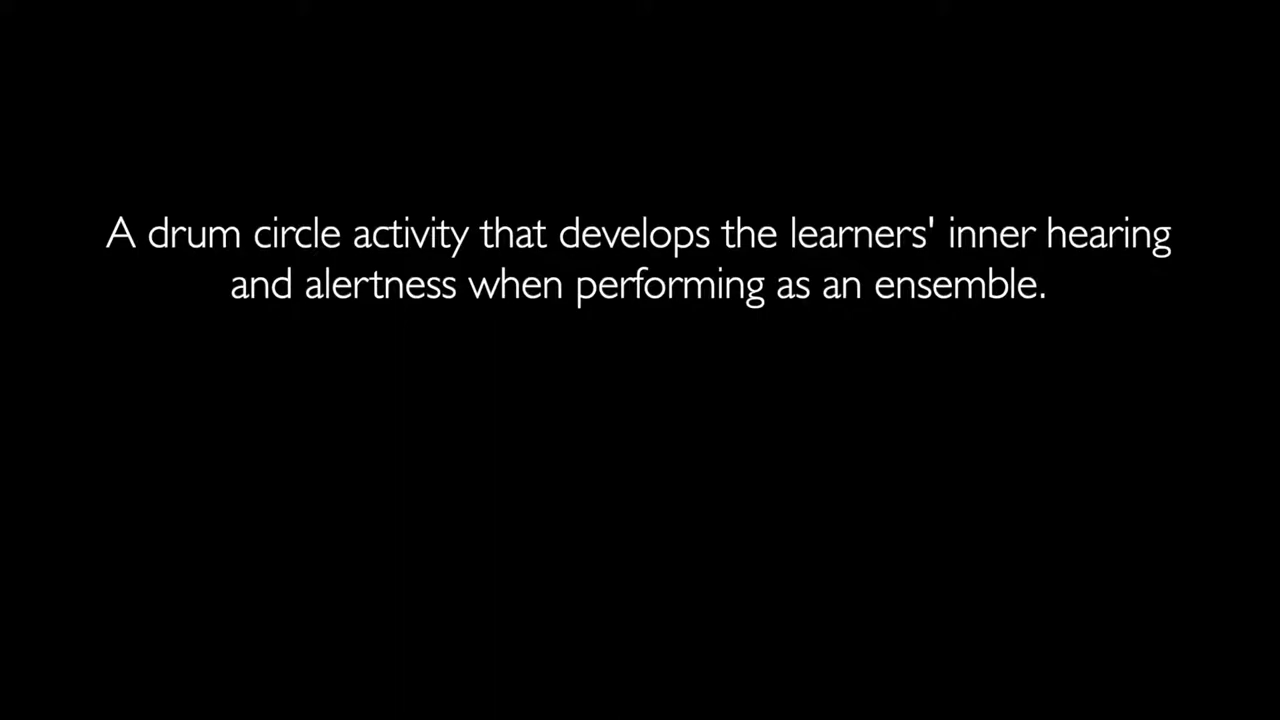 A drum circle activity that develops the learners' inner hearing
and alertness when performing as an ensemble.